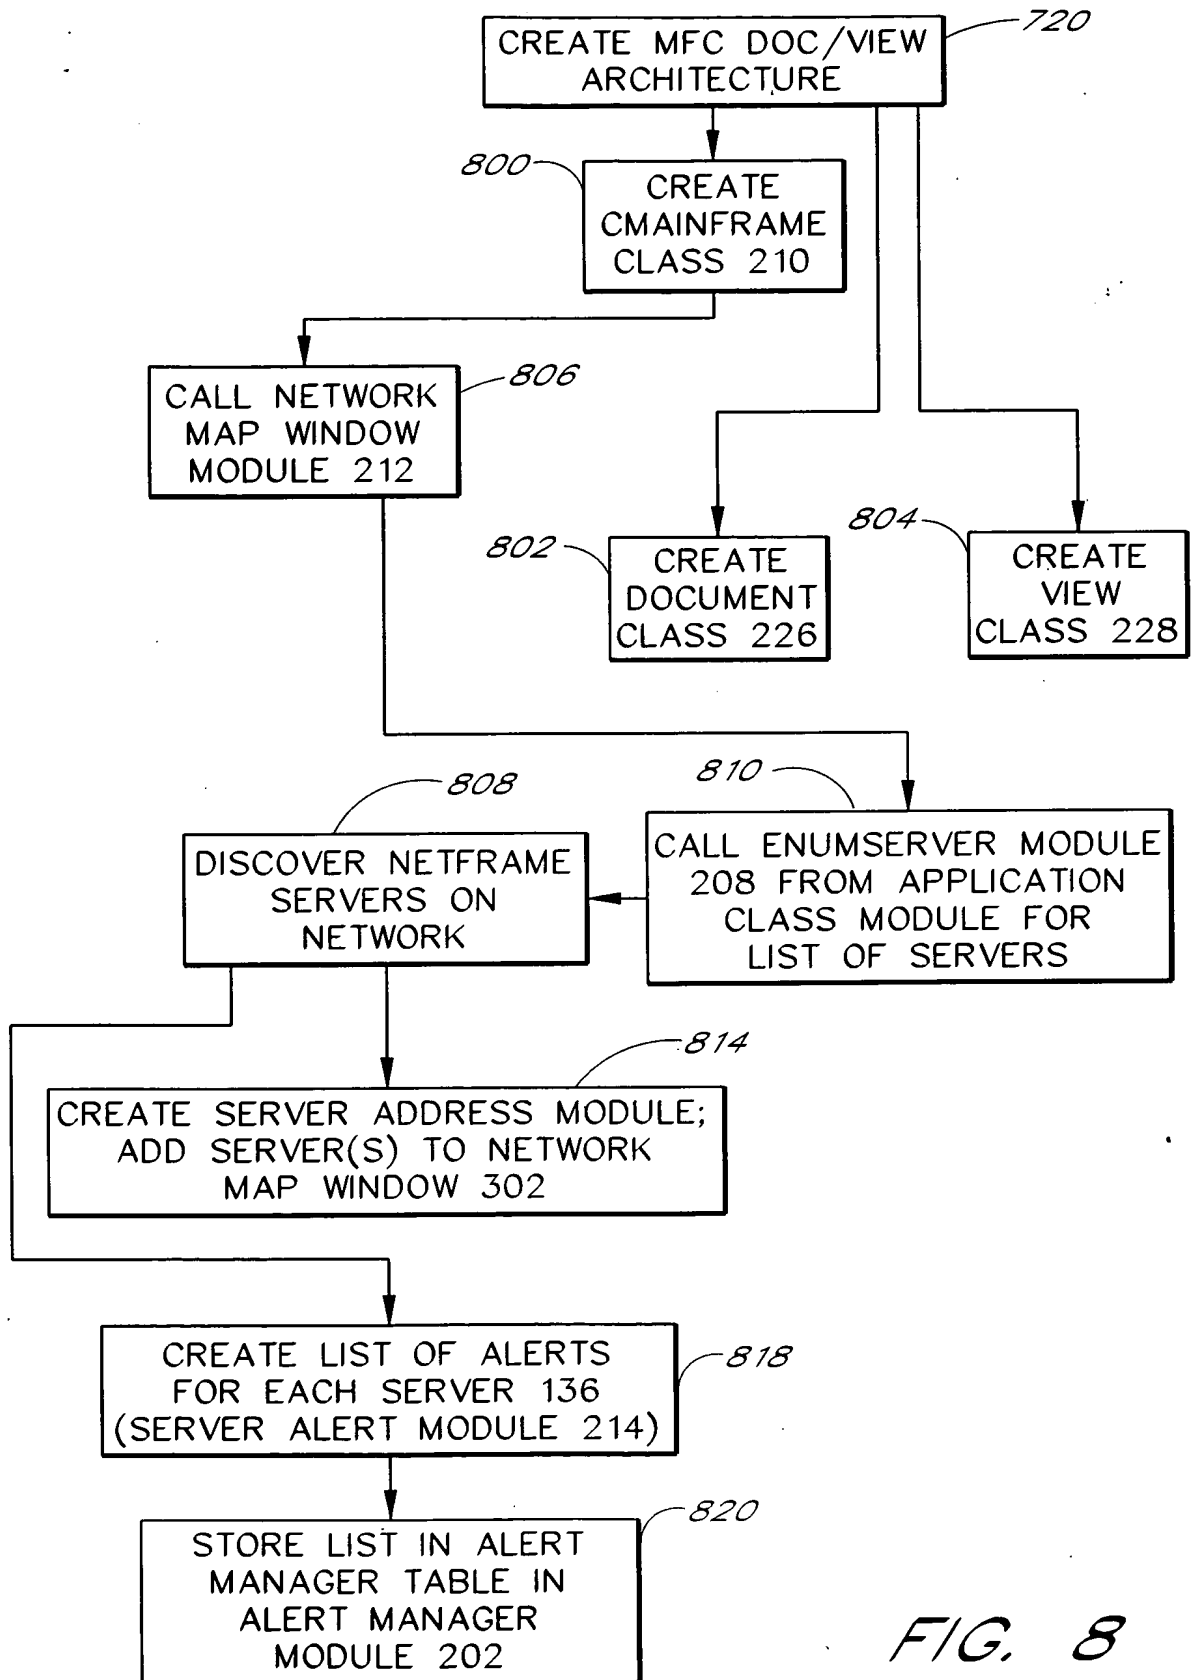 720
CREATE MFC DOC/VIEW
ARCHITECTURE
800
CREATE
CMAINFRAME
CLASS 210
806
CALL NETWORK
MAP WINDOW
MODULE 212
802
CREATE
DOCUMENT
CLASS 226
804
CREATE
VIEW
CLASS 228
810
CALL ENUMSERVER MODULE
208 FROM APPLICATION
CLASS MODULE FOR
LIST OF SERVERS
808
DISCOVER NETFRAME
SERVERS ON
NETWORK
814
CREATE SERVER ADDRESS MODULE;
ADD SERVER(S) TO NETWORK
MAP WINDOW 302
818
CREATE LIST OF ALERTS
FOR EACH SERVER 136
(SERVER ALERT MODULE 214)
820
STORE LIST IN ALERT
MANAGER TABLE IN
ALERT MANAGER
MODULE 202
FIG. 8